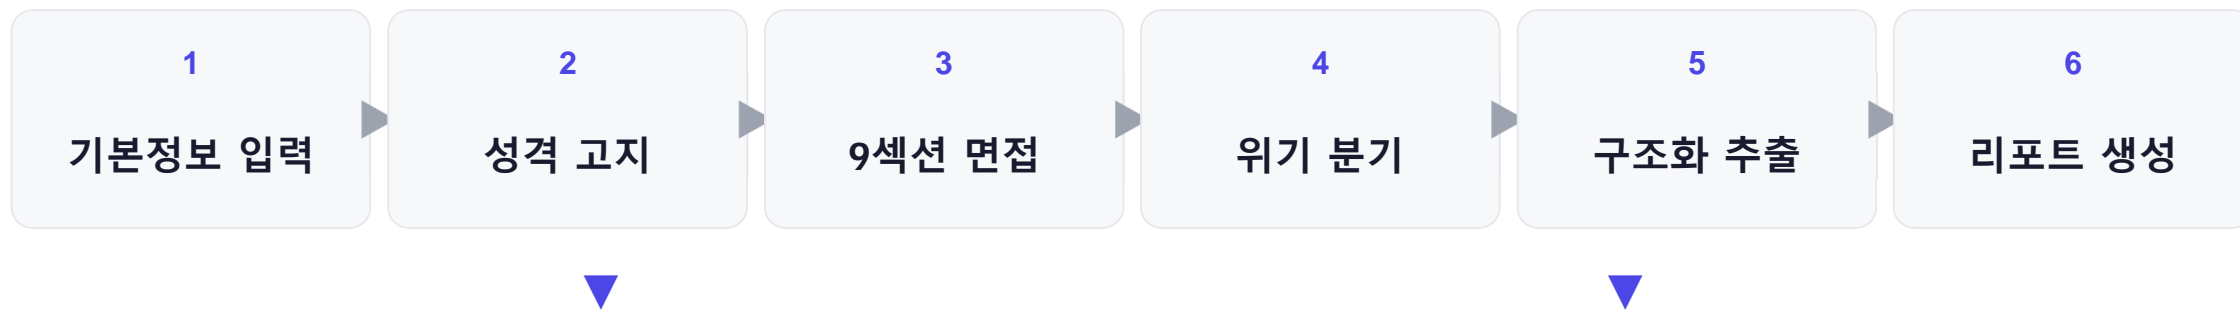 1
기본정보 입력
2
성격 고지
3
9섹션 면접
4
위기 분기
5
구조화 추출
6
리포트 생성